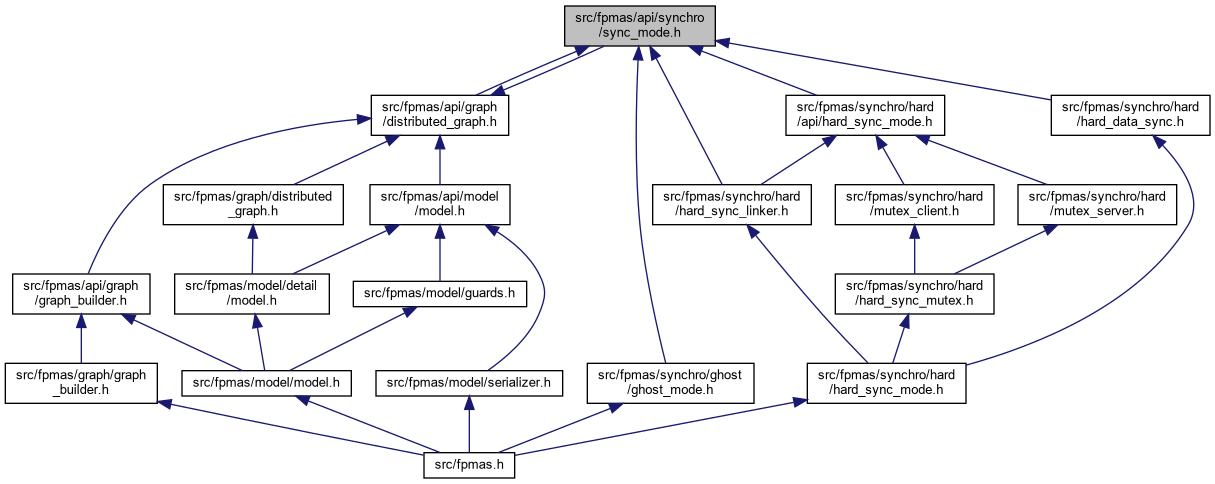 src/fpmas/api/synchro
/sync_mode.h
src/fpmas/api/graph
/distributed_graph.h
src/fpmas/synchro/hard
/api/hard_sync_mode.h
src/fpmas/synchro/hard
/hard_data_sync.h
src/fpmas/graph/distributed
_graph.h
src/fpmas/api/model
/model.h
src/fpmas/synchro/hard
/hard_sync_linker.h
src/fpmas/synchro/hard
/mutex_client.h
src/fpmas/synchro/hard
/mutex_server.h
src/fpmas/api/graph
/graph_builder.h
src/fpmas/model/detail
/model.h
src/fpmas/model/guards.h
src/fpmas/synchro/hard
/hard_sync_mutex.h
src/fpmas/graph/graph
_builder.h
src/fpmas/model/model.h
src/fpmas/model/serializer.h
src/fpmas/synchro/ghost
/ghost_mode.h
src/fpmas/synchro/hard
/hard_sync_mode.h
src/fpmas.h